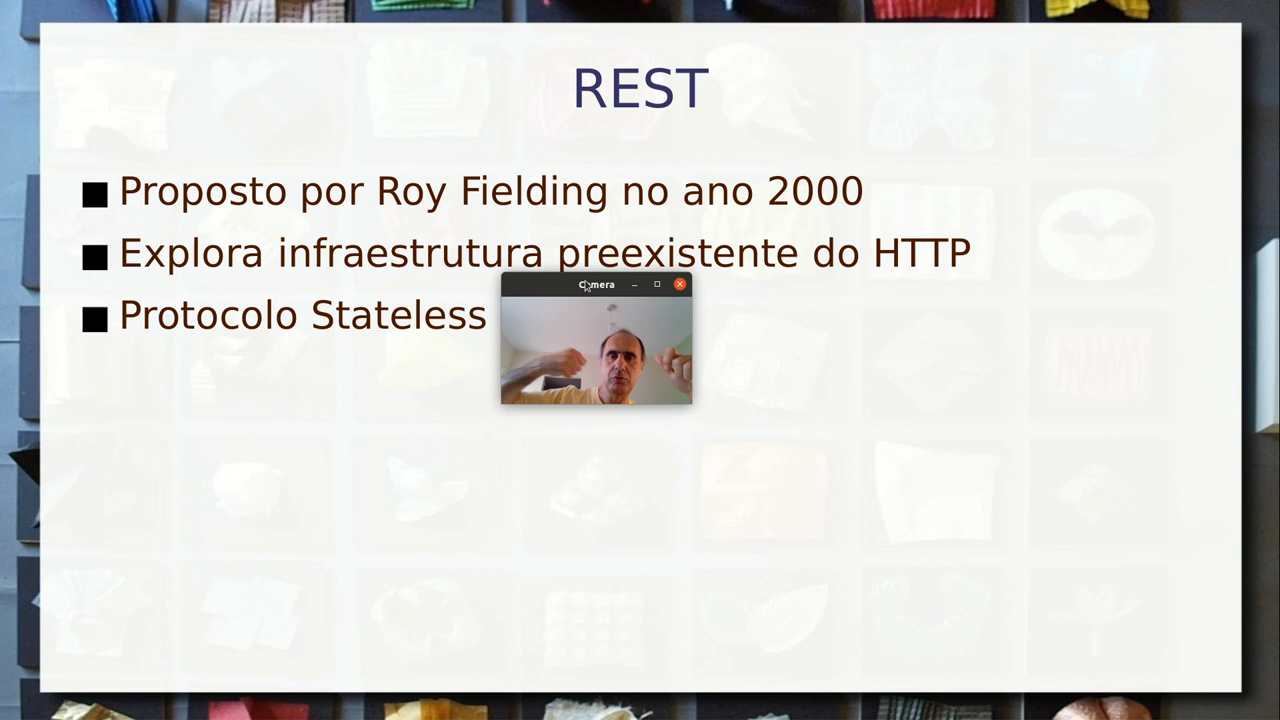 REST
Proposto por Roy Fielding no ano 2000
Explora infraestrutura preexistente do HTTP
Protocolo Stateless
Camera